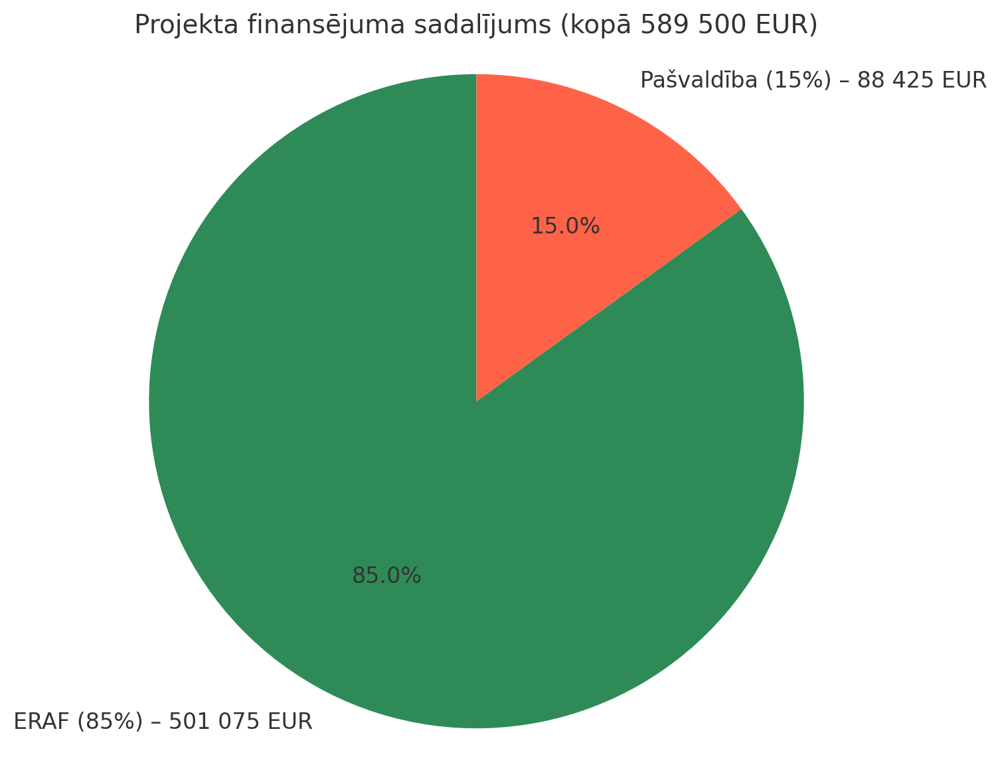 Projekta finansējuma sadalījums (kopā 589 500 EUR)
Pašvaldība (15%) – 88 425 EUR
15.0%
85.0%
ERAF (85%) – 501 075 EUR